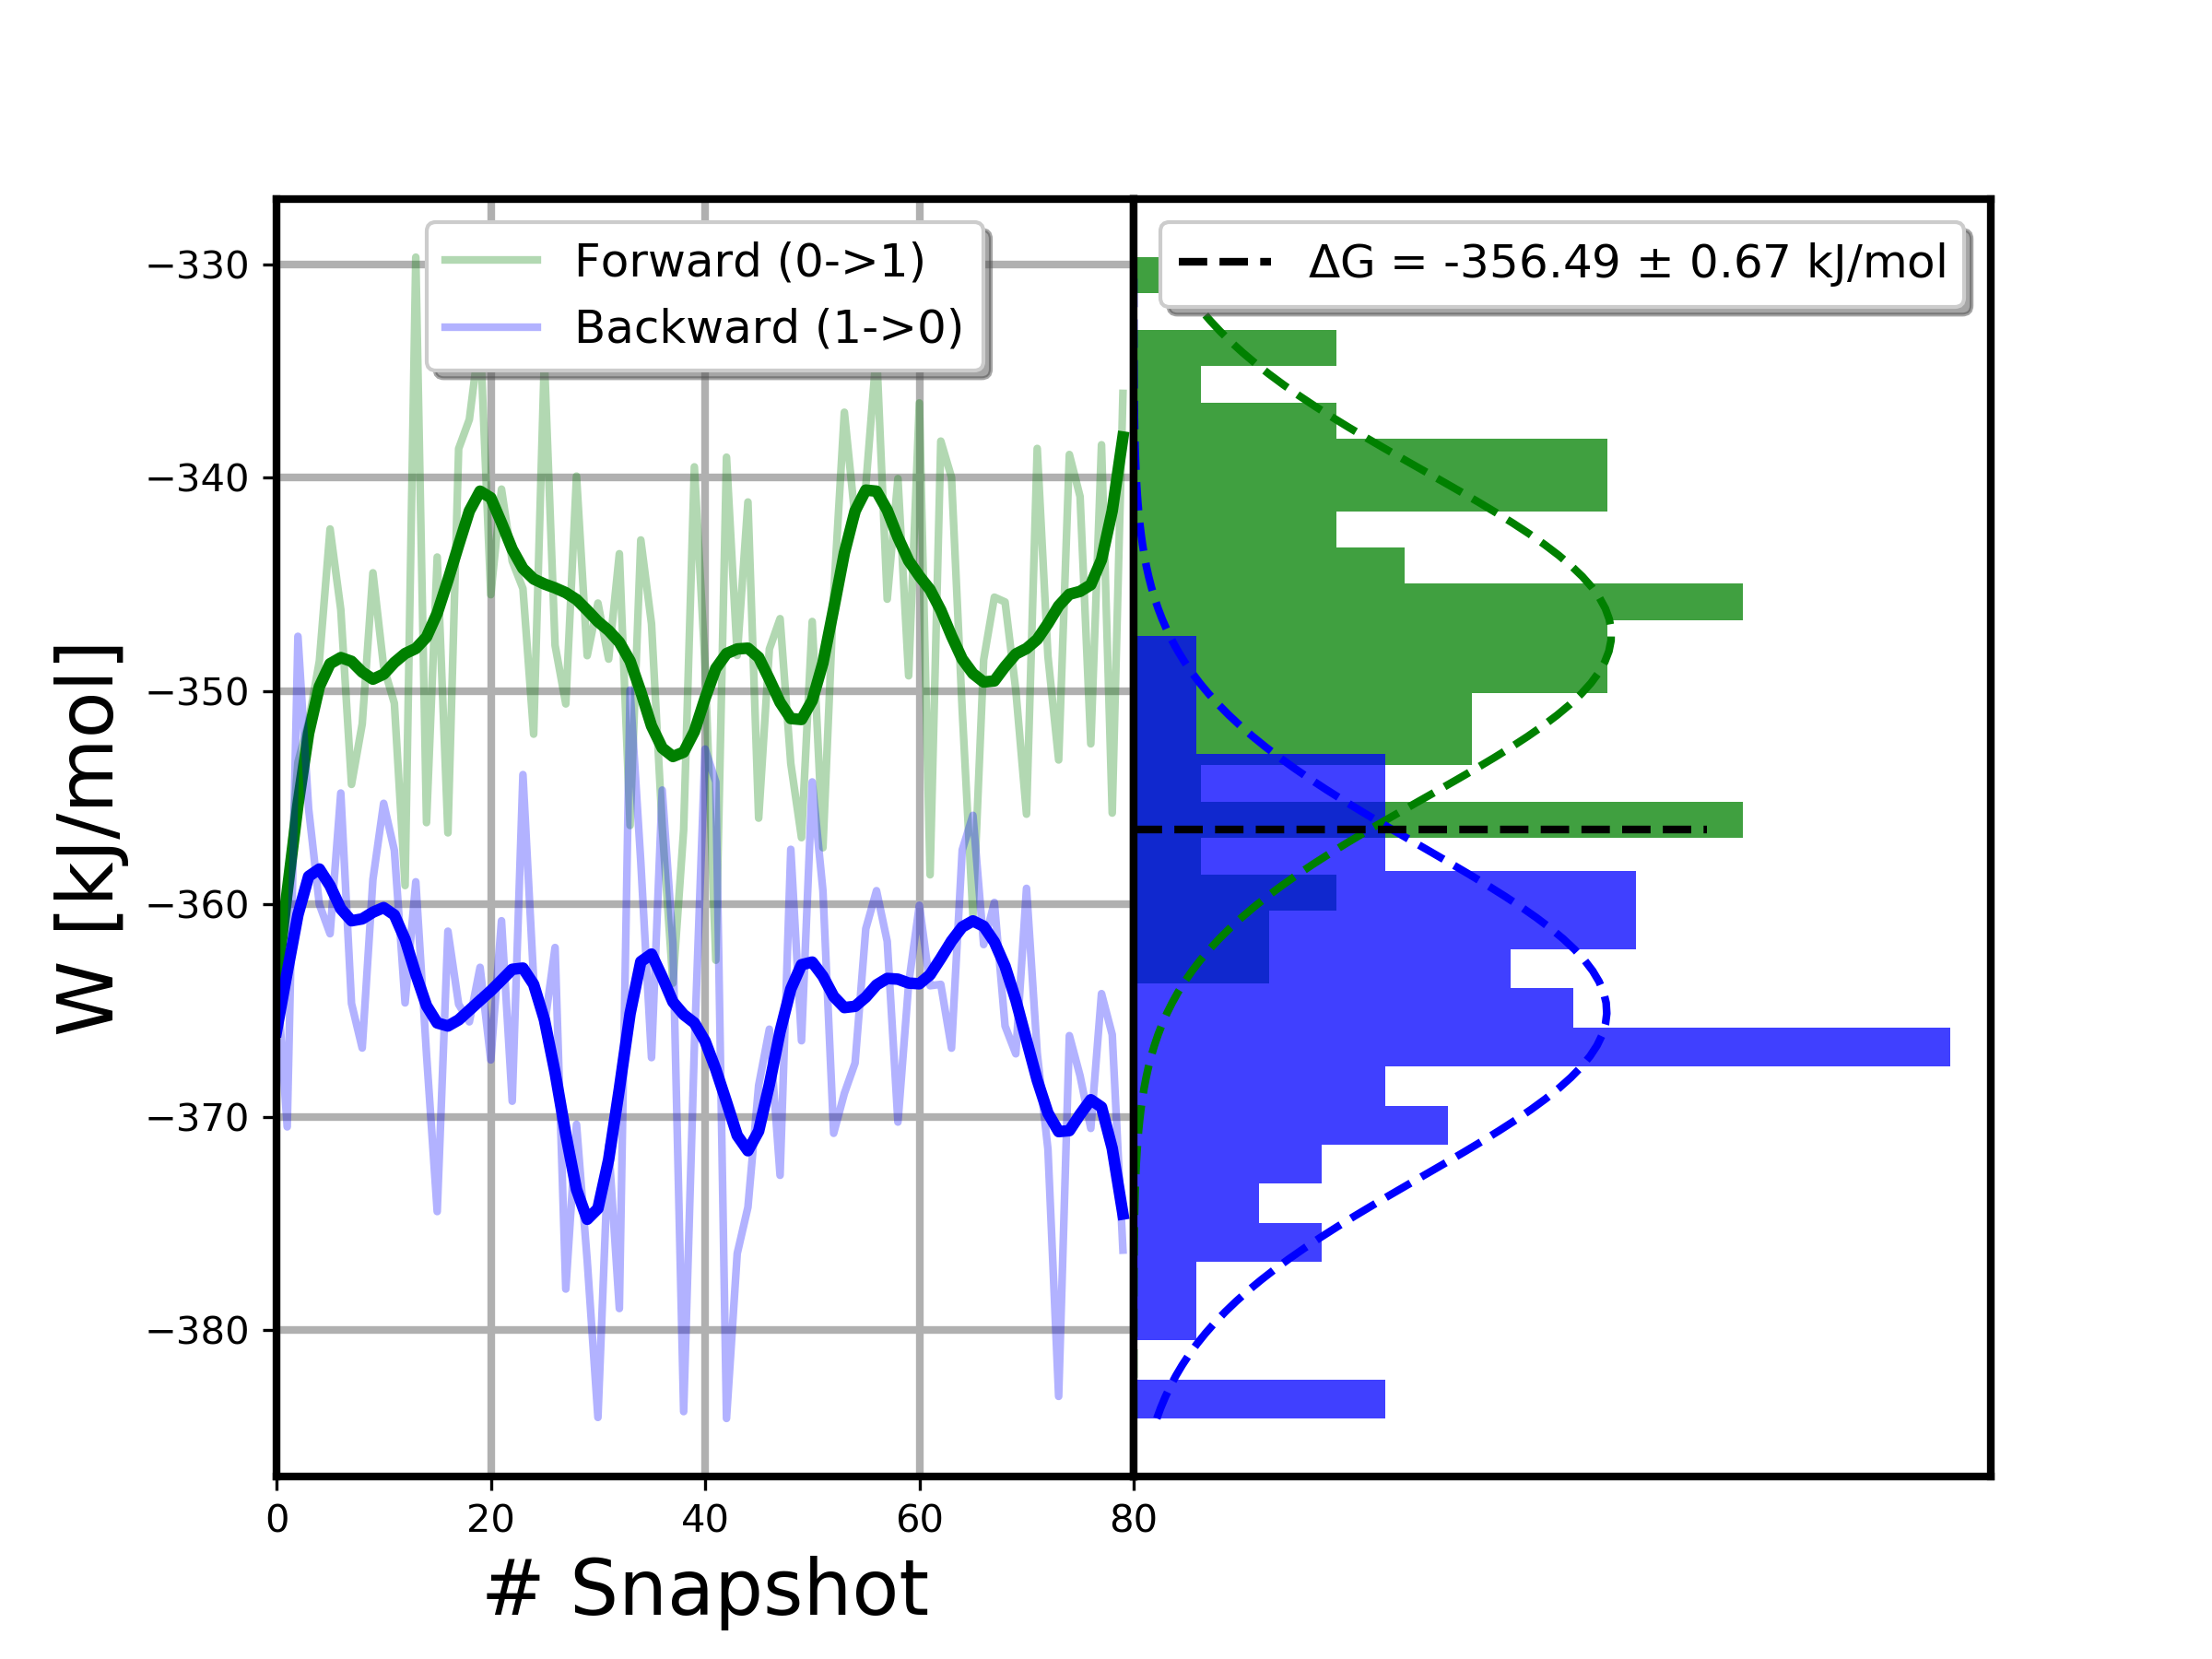 Forward (0->1)
Backward (1->0)
ΔG = -356.49 ± 0.67 kJ/mol
W [kJ/mol]
−330
−340
−350
−360
−370
−380
0 20 40 60 80
# Snapshot